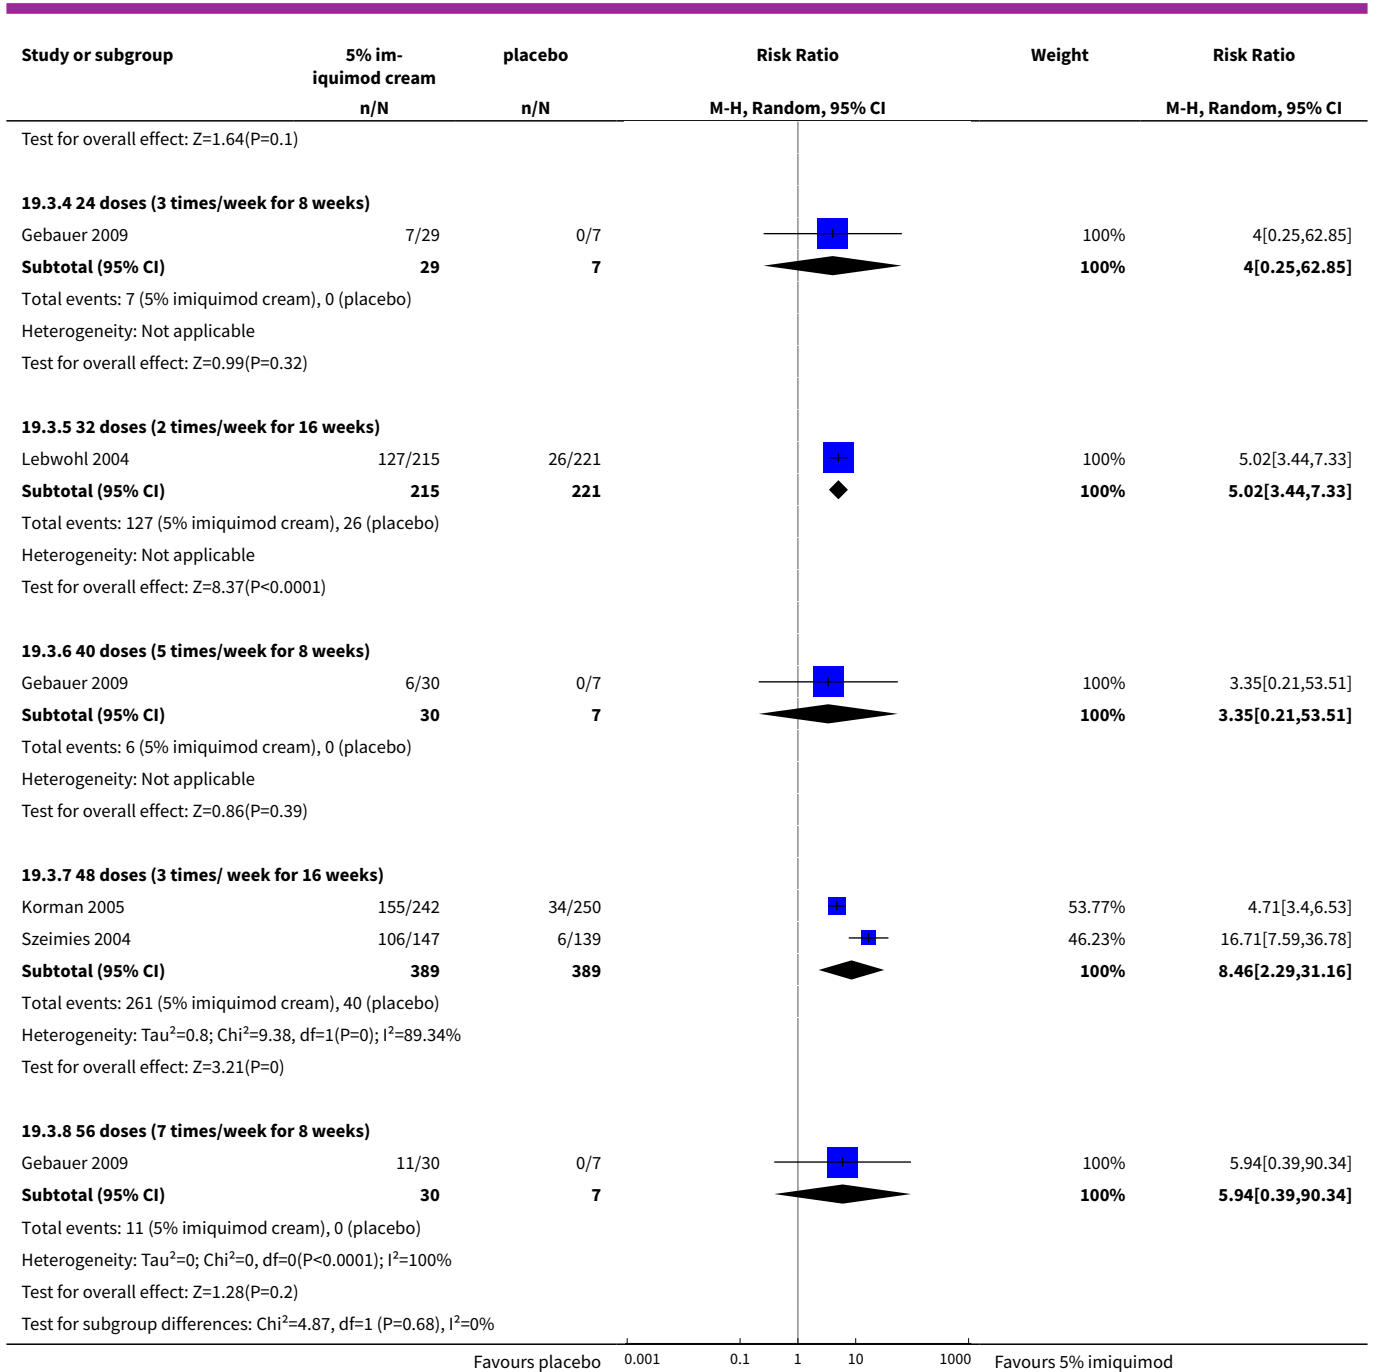 Study or subgroup 5% im- placebo Risk Ratio Weight Risk Ratio
iquimod cream
n/N n/N M-H, Random, 95% CI M-H, Random, 95% CI
Test for overall effect: Z=1.64(P=0.1)
19.3.4 24 doses (3 times/week for 8 weeks)
Gebauer 2009 7/29 0/7 100% 4[0.25,62.85]
Subtotal (95% CI) 29 7 100% 4[0.25,62.85]
Total events: 7 (5% imiquimod cream), 0 (placebo)
Heterogeneity: Not applicable
Test for overall effect: Z=0.99(P=0.32)
19.3.5 32 doses (2 times/week for 16 weeks)
Lebwohl 2004 127/215 26/221 100% 5.02[3.44,7.33]
Subtotal (95% CI) 215 221 100% 5.02[3.44,7.33]
Total events: 127 (5% imiquimod cream), 26 (placebo)
Heterogeneity: Not applicable
Test for overall effect: Z=8.37(P<0.0001)
19.3.6 40 doses (5 times/week for 8 weeks)
Gebauer 2009 6/30 0/7 100% 3.35[0.21,53.51]
Subtotal (95% CI) 30 7 100% 3.35[0.21,53.51]
Total events: 6 (5% imiquimod cream), 0 (placebo)
Heterogeneity: Not applicable
Test for overall effect: Z=0.86(P=0.39)
19.3.7 48 doses (3 times/ week for 16 weeks)
Korman 2005 155/242 34/250 53.77% 4.71[3.4,6.53]
Szeimies 2004 106/147 6/139 46.23% 16.71[7.59,36.78]
Subtotal (95% CI) 389 389 100% 8.46[2.29,31.16]
Total events: 261 (5% imiquimod cream), 40 (placebo)
Heterogeneity: Tau²=0.8; Chi²=9.38, df=1(P=0); I²=89.34%
Test for overall effect: Z=3.21(P=0)
19.3.8 56 doses (7 times/week for 8 weeks)
Gebauer 2009 11/30 0/7 100% 5.94[0.39,90.34]
Subtotal (95% CI) 30 7 100% 5.94[0.39,90.34]
Total events: 11 (5% imiquimod cream), 0 (placebo)
Heterogeneity: Tau²=0; Chi²=0, df=0(P<0.0001); I²=100%
Test for overall effect: Z=1.28(P=0.2)
Test for subgroup differences: Chi²=4.87, df=1 (P=0.68), I²=0%
Favours placebo 0.001 0.1 1 10 1000 Favours 5% imiquimod